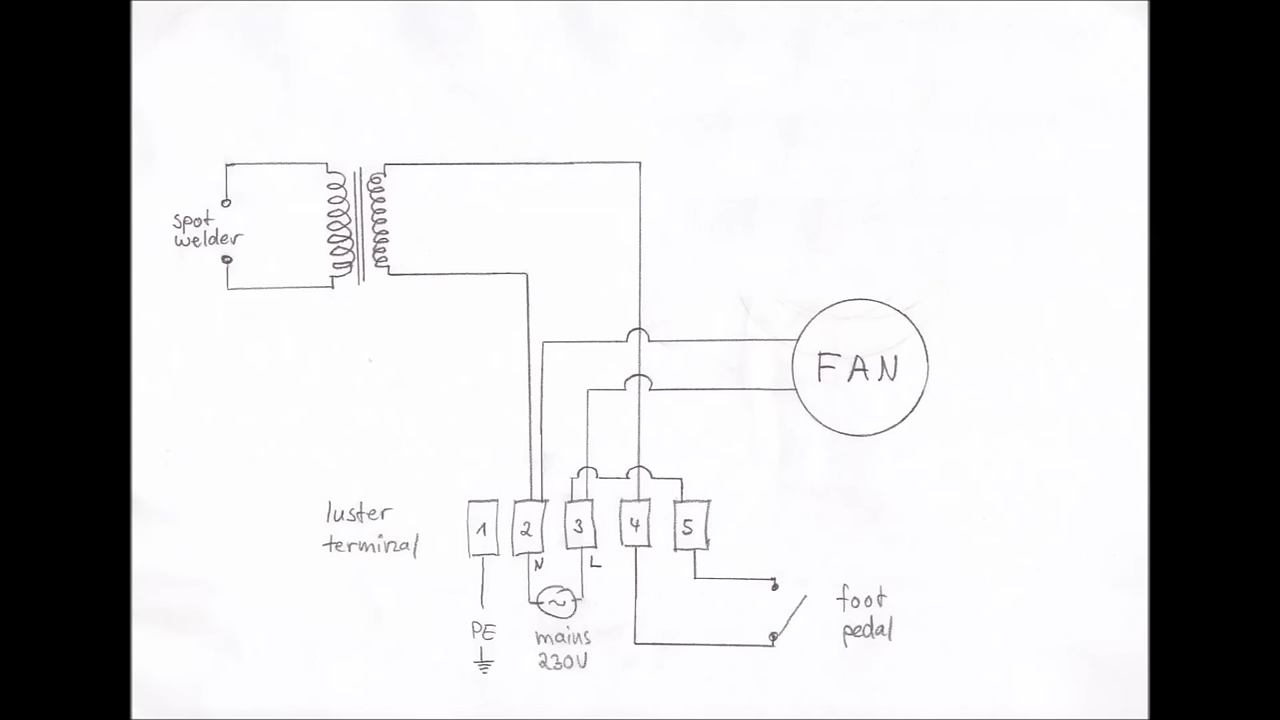 spot
welder
FAN
luster
terminal
1
2
3
4
5
N
L
PE
~
mains
230V
foot
pedal